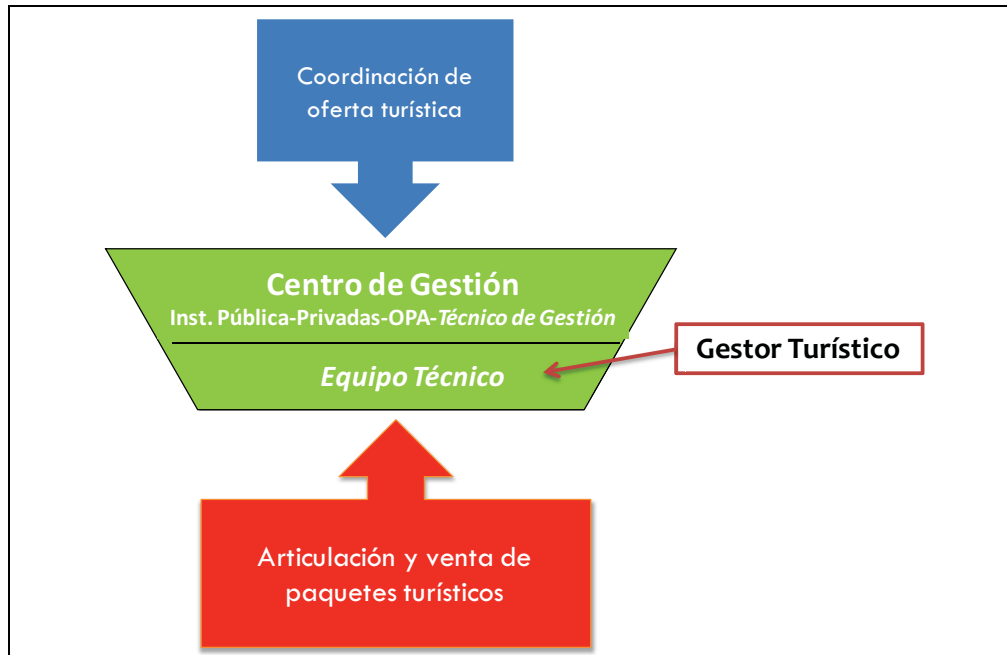 Coordinación de
oferta turística
Centro de Gestión
Inst. Pública-Privadas-OPA-Técnico de Gestión
Gestor Turístico
Equipo Técnico
Articulación y venta de
paquetes turísticos